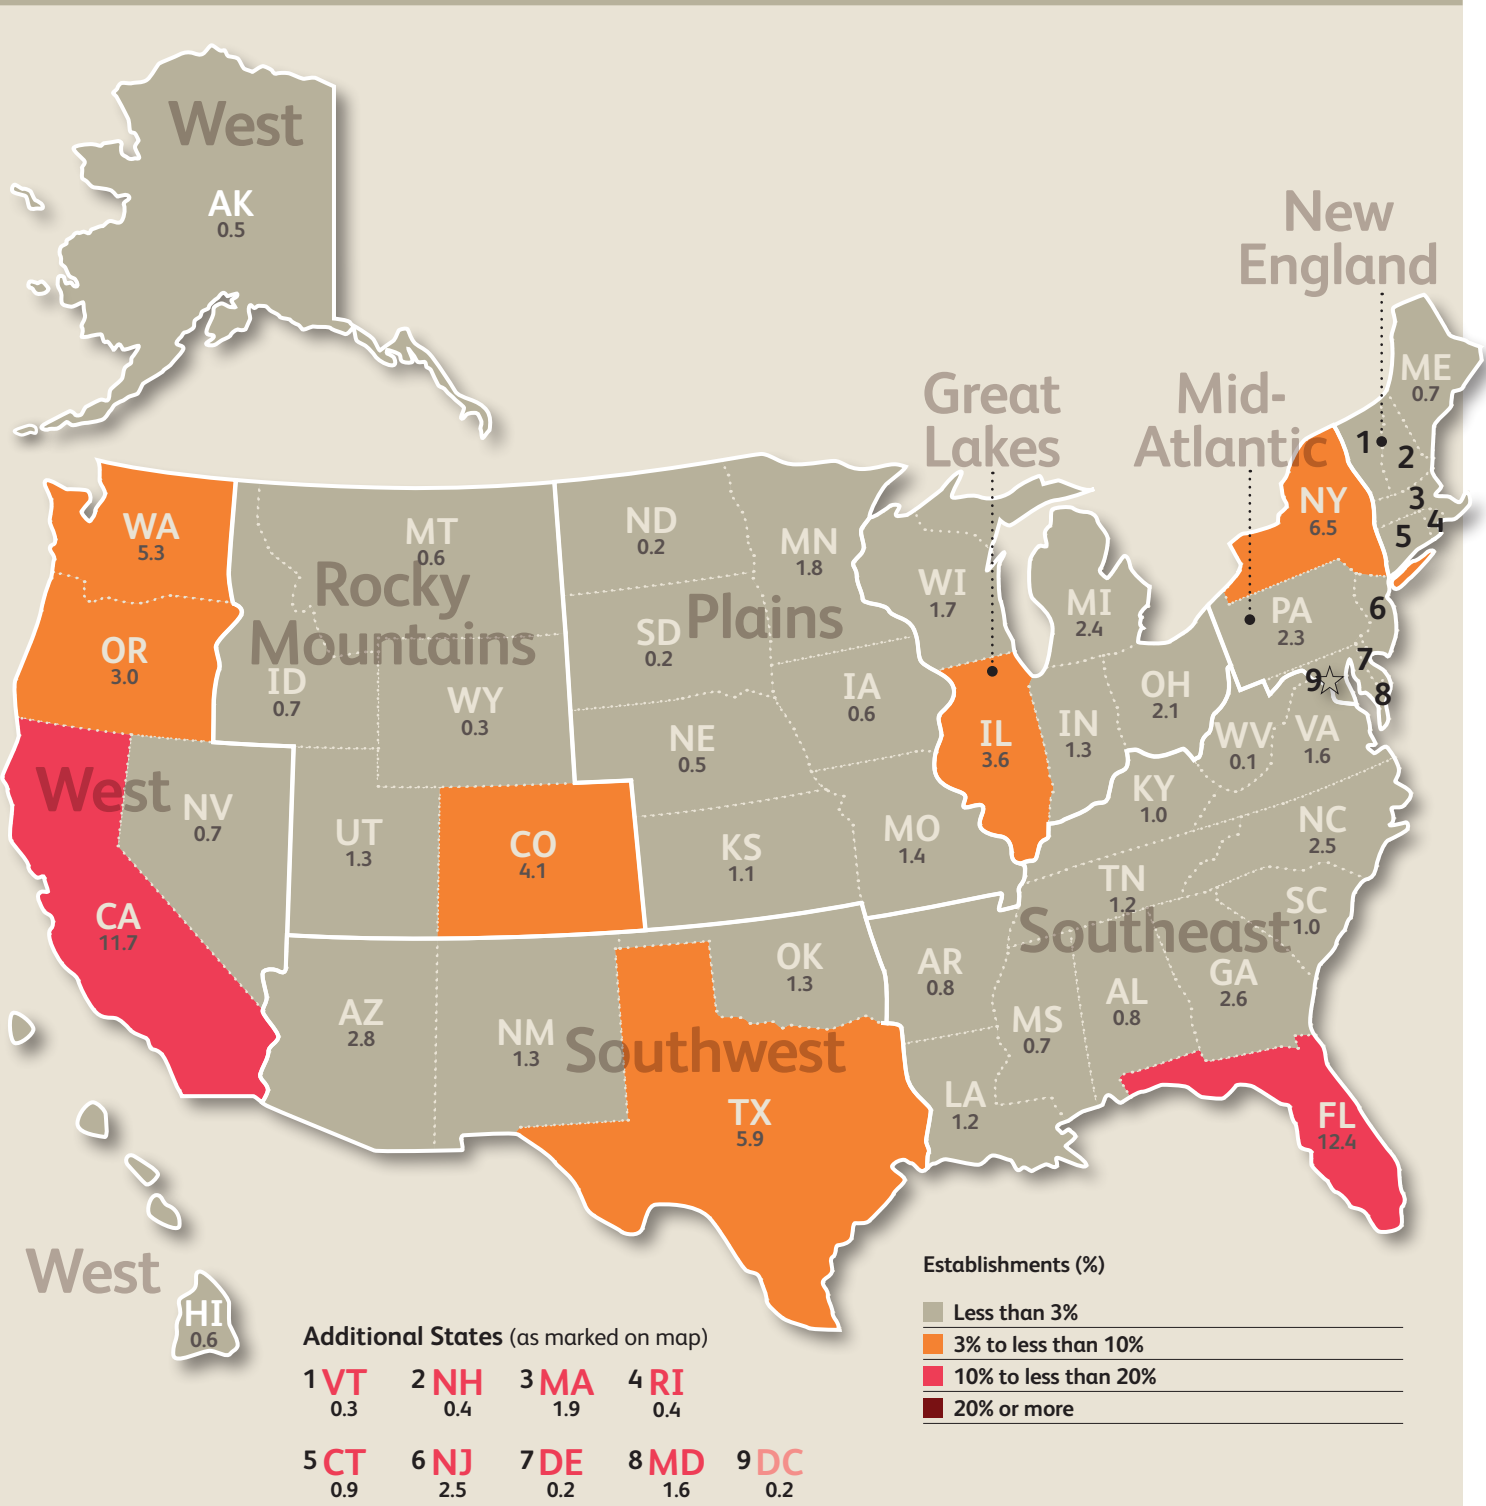 West
AK
0.5
New
England
ME
0.7
Great
Lakes
Mid-
Atlantic
1
2
3
4
5
NY
6.5
WA
5.3
MT
0.6
ND
0.2
MN
1.8
WI
1.7
MI
2.4
PA
2.3
6
7
8
9
Rocky
Mountains
Plains
OR
3.0
ID
0.7
WY
0.3
SD
0.2
IA
0.6
NE
0.5
IL
3.6
IN
1.3
OH
2.1
WV
0.1
VA
1.6
West
NV
0.7
UT
1.3
CO
4.1
KS
1.1
MO
1.4
KY
1.0
NC
2.5
TN
1.2
SC
1.0
CA
11.7
Southeast
AZ
2.8
NM
1.3
OK
1.3
AR
0.8
MS
0.7
AL
0.8
GA
2.6
Southwest
TX
5.9
LA
1.2
FL
12.4
West
HI
0.6
Establishments (%)
Less than 3%
3% to less than 10%
10% to less than 20%
20% or more
Additional States (as marked on map)
1 VT 2 NH 3 MA 4 RI
0.3 0.4 1.9 0.4
5 CT 6 NJ 7 DE 8 MD 9 DC
0.9 2.5 0.2 1.6 0.2